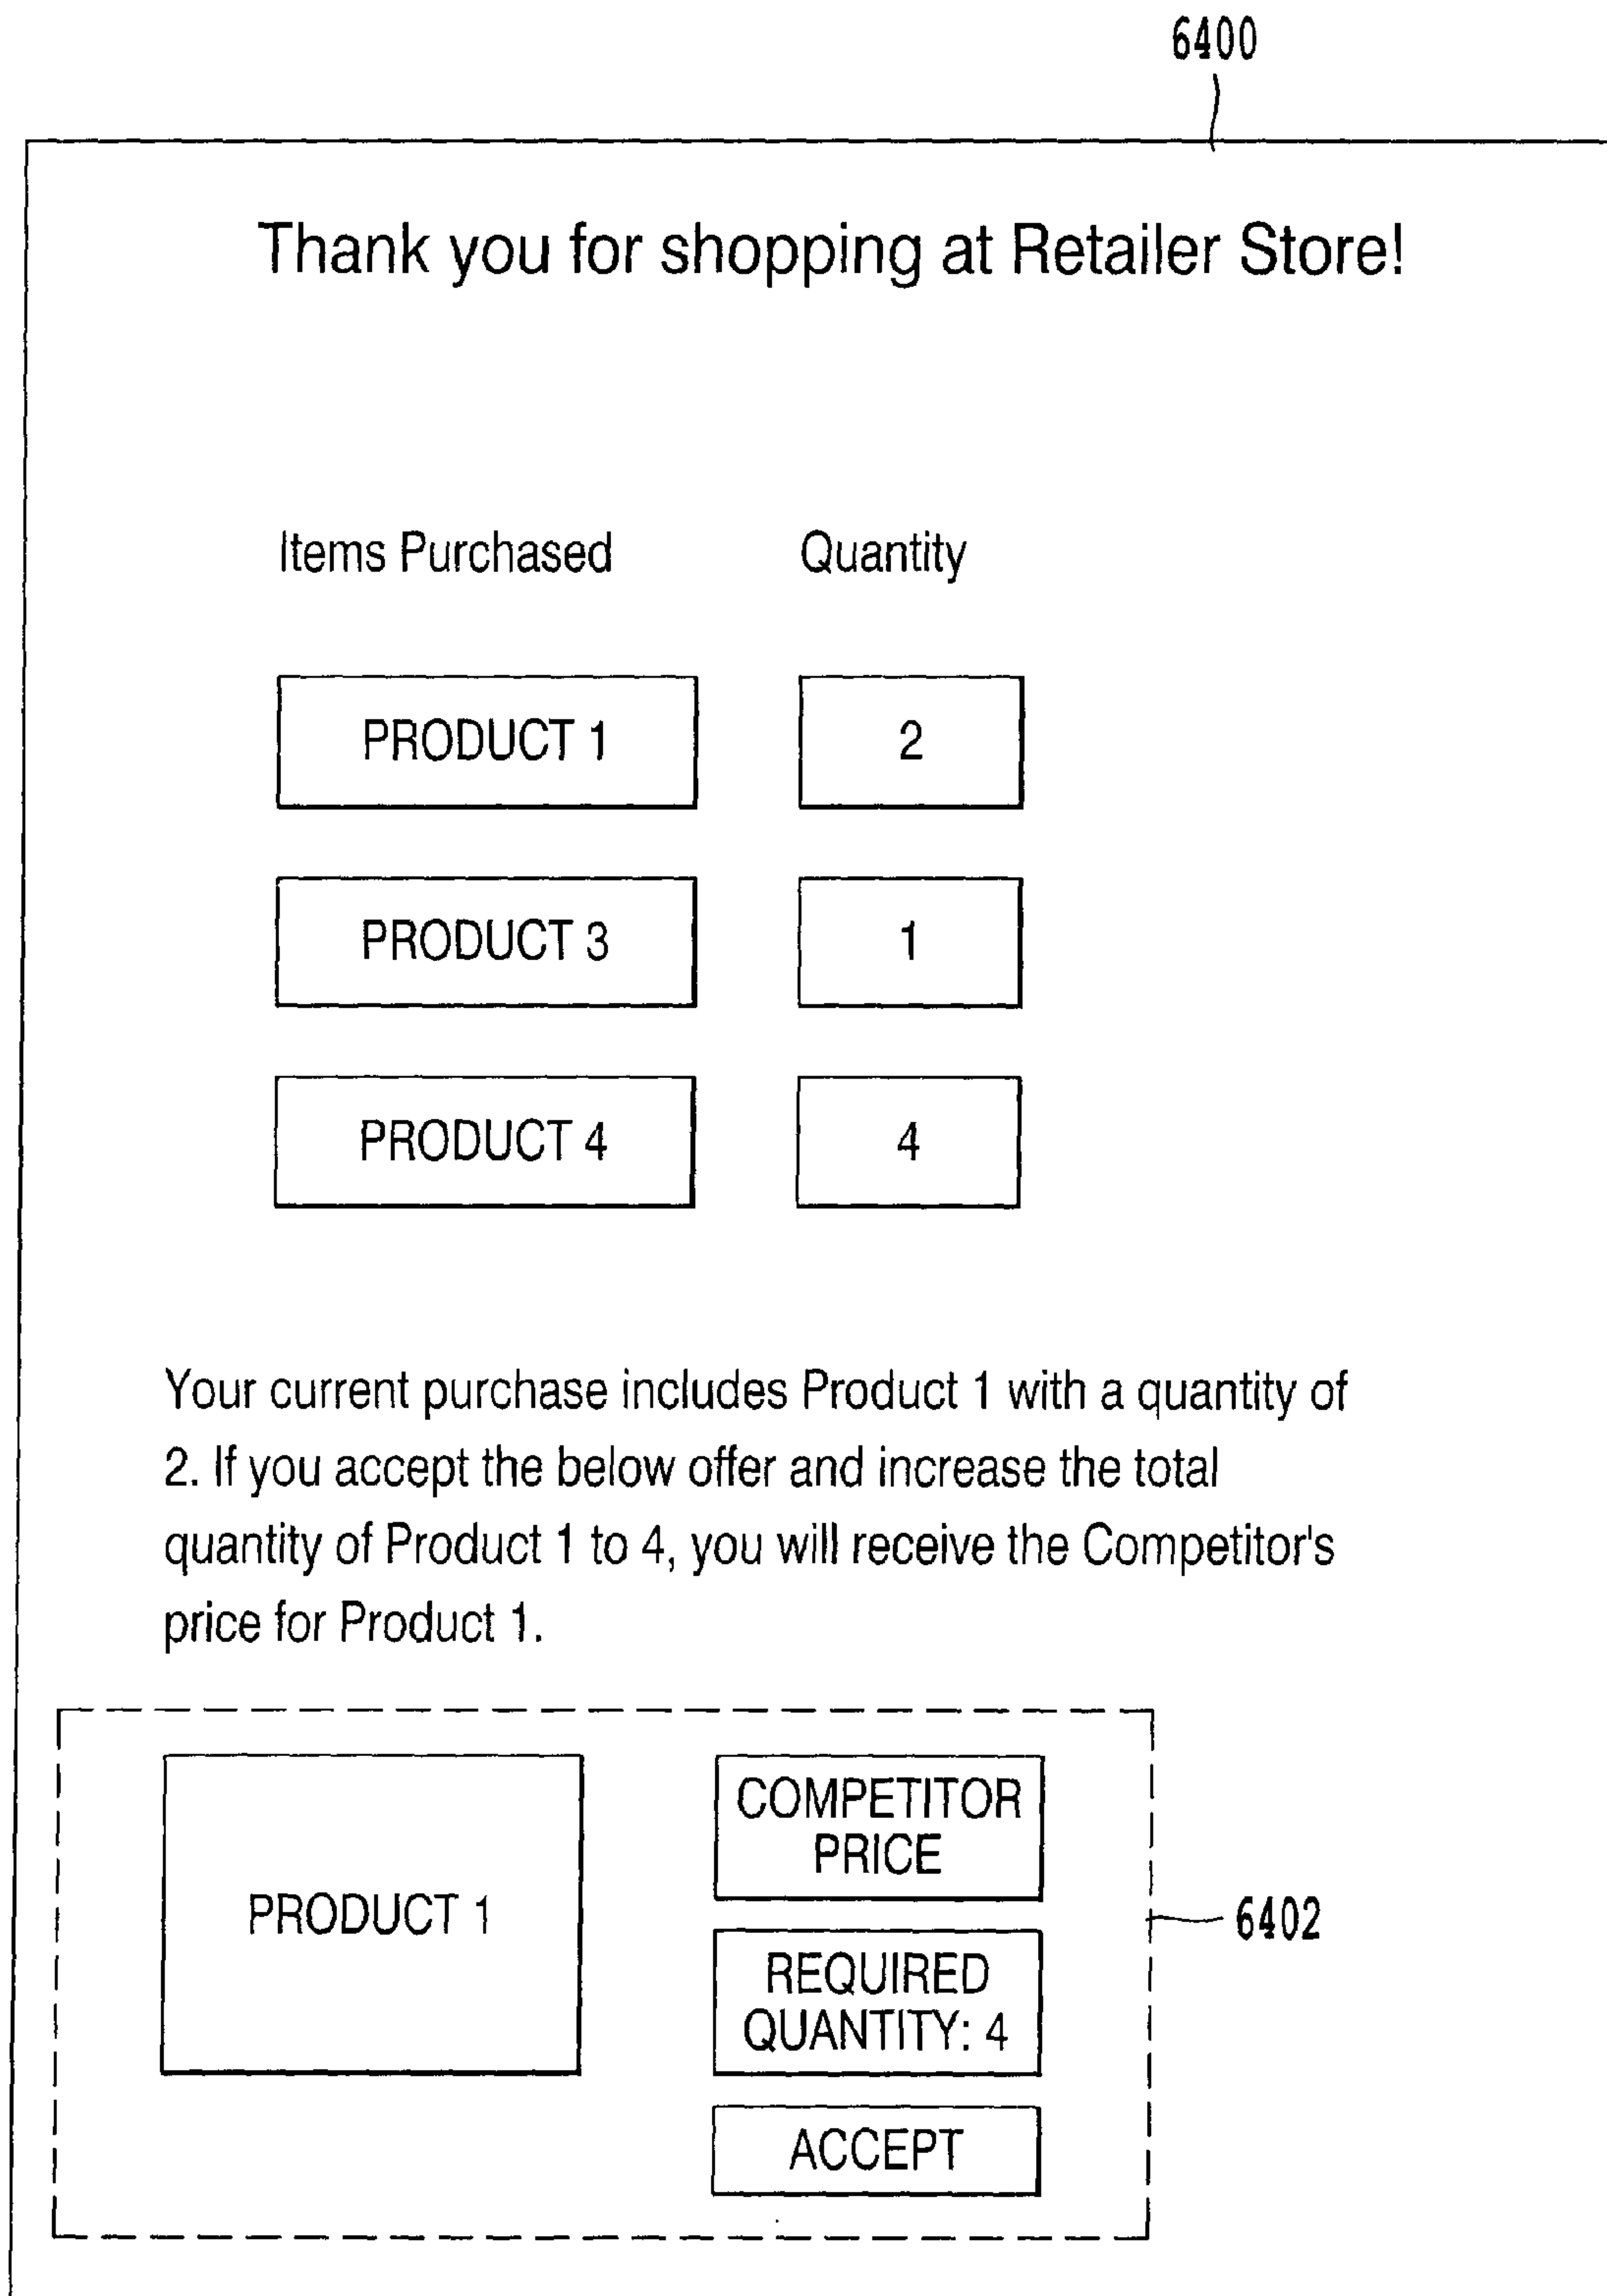 6400
Thank you for shopping at Retailer Store!
Items Purchased Quantity
PRODUCT 1 2
PRODUCT 3 1
PRODUCT 4 4
Your current purchase includes Product 1 with a quantity of
2. If you accept the below offer and increase the total
quantity of Product 1 to 4, you will receive the Competitor's
price for Product 1.
PRODUCT 1
COMPETITOR
PRICE
REQUIRED
QUANTITY: 4
ACCEPT
6402